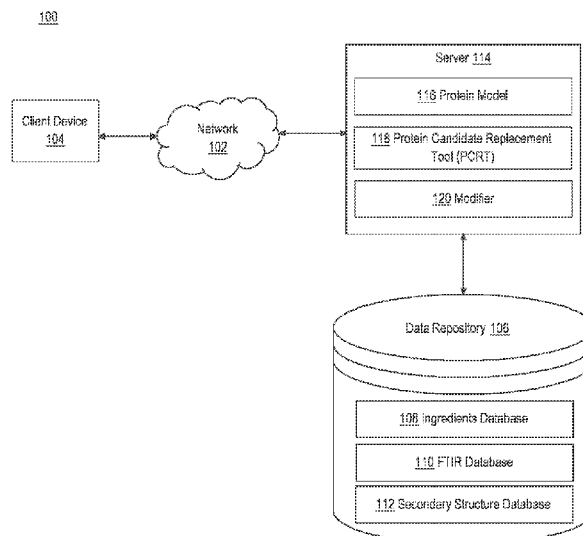 100
Server 114
116 Protein Model
Client Device
104
Network
102
118 Protein Candidate Replacement
Tool (PCRT)
120 Modifier
Data Repository 106
108 Ingredients Database
110 FTIR Database
112 Secondary Structure Database